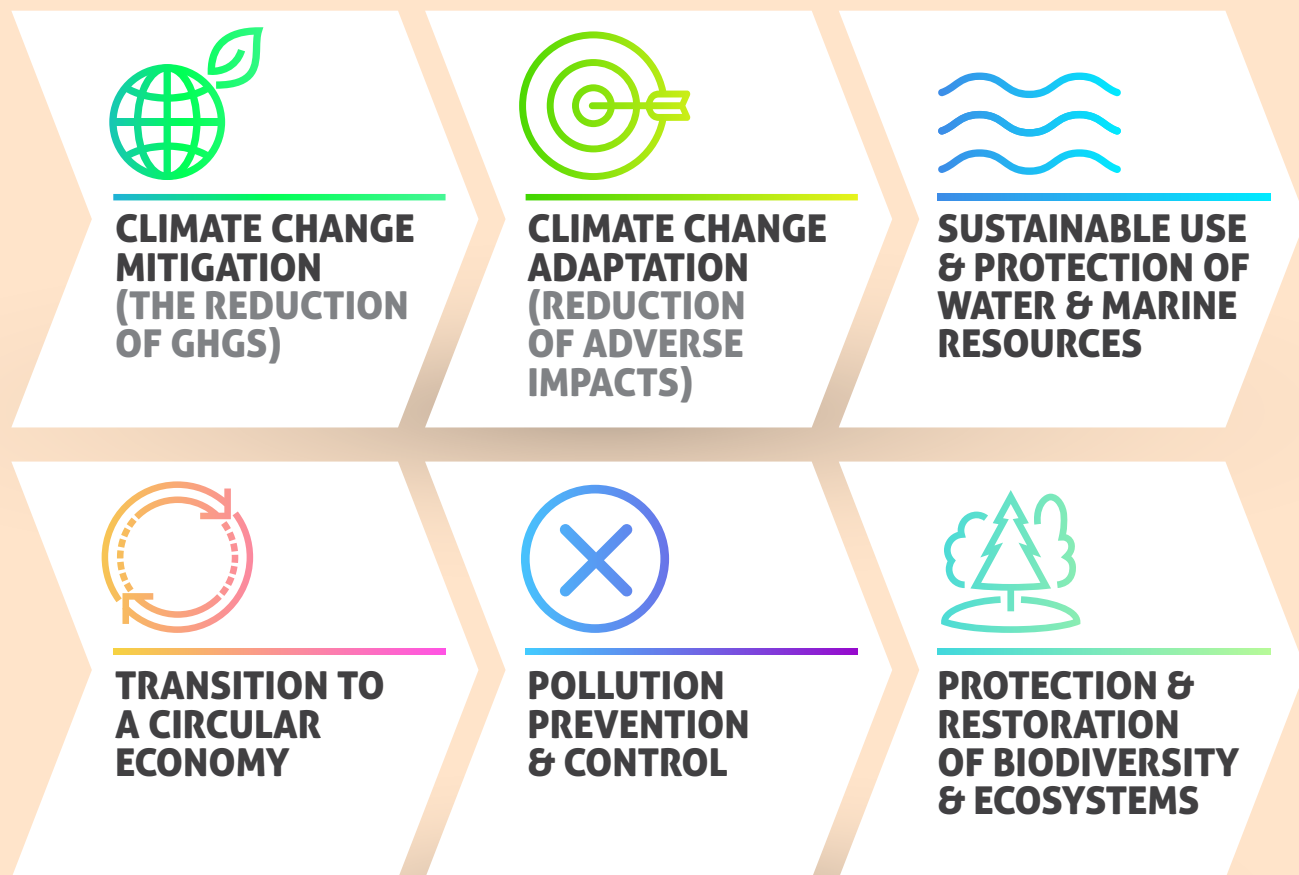 CLIMATE CHANGE
MITIGATION
(THE REDUCTION
OF GHGS)
CLIMATE CHANGE
ADAPTATION
(REDUCTION
OF ADVERSE
IMPACTS)
SUSTAINABLE USE
& PROTECTION OF
WATER & MARINE
RESOURCES
TRANSITION TO
A CIRCULAR
ECONOMY
POLLUTION
PREVENTION
& CONTROL
PROTECTION &
RESTORATION
OF BIODIVERSITY
& ECOSYSTEMS